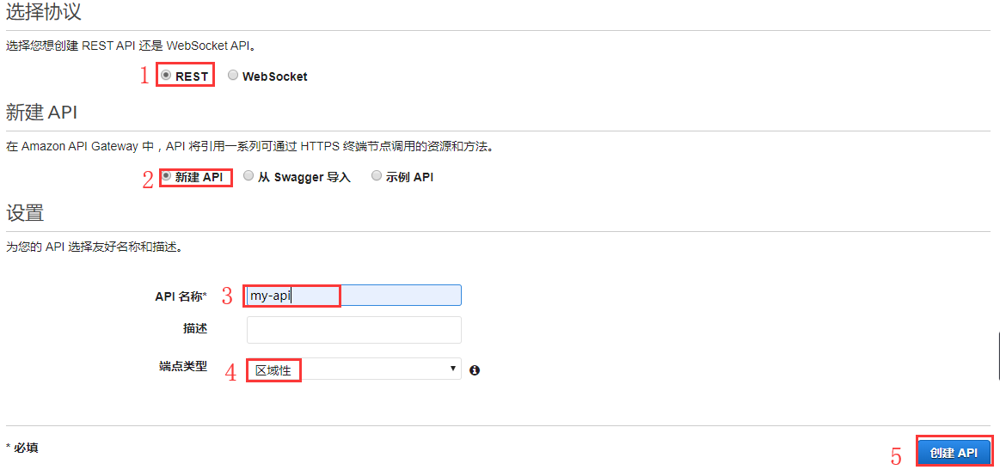 选择协议
选择您想创建 REST API 还是 WebSocket API。
1 REST WebSocket
新建 API
在 Amazon API Gateway 中，API 将引用一系列可通过 HTTPS 终端节点调用的资源和方法。
2 新建 API 从 Swagger 导入 示例 API
设置
为您的 API 选择友好名称和描述。
API 名称* 3 my-api
描述
端点类型 4 区域性
* 必填
5 创建 API